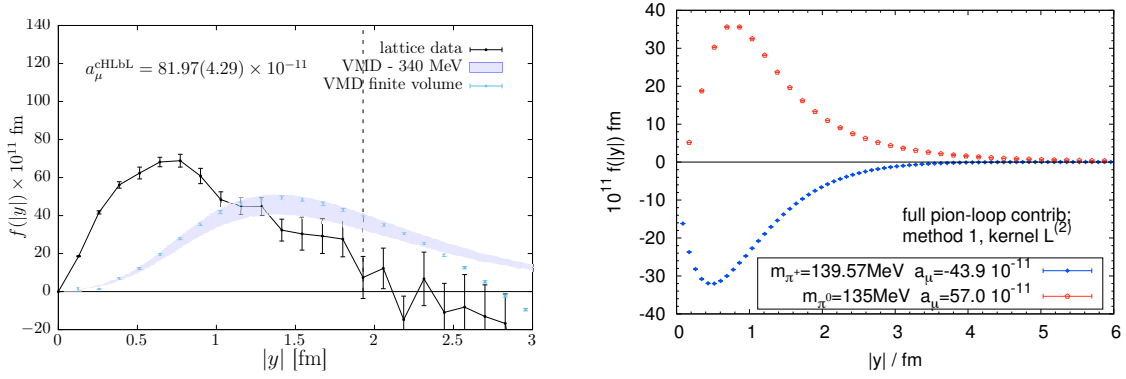 140
120
100
80
60
40
20
0
−20
f(|y|) × 10¹¹ fm
a_μ^cHLbL = 81.97(4.29) × 10⁻¹¹
lattice data
VMD - 340 MeV
VMD finite volume
0 0.5 1 1.5 2 2.5 3
|y| [fm]
40
30
20
10
0
-10
-20
-30
-40
10¹¹ f(|y|) fm
full pion-loop contrib;
method 1, kernel L⁽²⁾
m_π⁺=139.57MeV a_μ=-43.9 10⁻¹¹
m_π⁰=135MeV a_μ=57.0 10⁻¹¹
0 1 2 3 4 5 6
|y| / fm